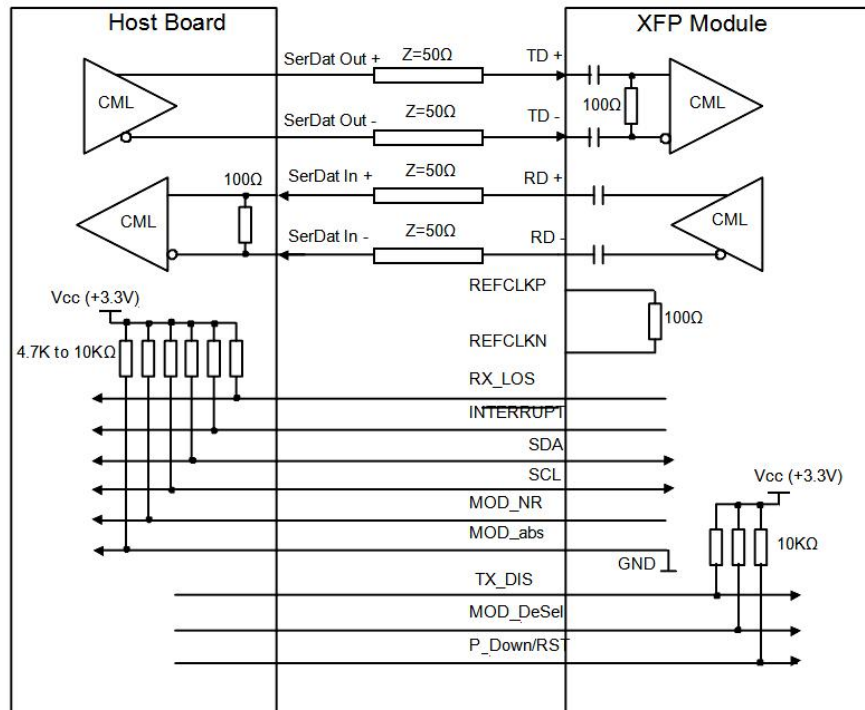 Host Board
XFP Module
SerDat Out +
Z=50Ω
TD +
CML
100Ω
CML
SerDat Out -
Z=50Ω
TD -
SerDat In +
Z=50Ω
RD +
100Ω
CML
CML
SerDat In -
Z=50Ω
RD -
REFCLKP
Vcc (+3.3V)
100Ω
REFCLKN
4.7K to 10KΩ
RX_LOS
INTERRUPT
SDA
SCL
Vcc (+3.3V)
MOD_NR
MOD_abs
10KΩ
GND
TX_DIS
MOD_DeSel
P_Down/RST